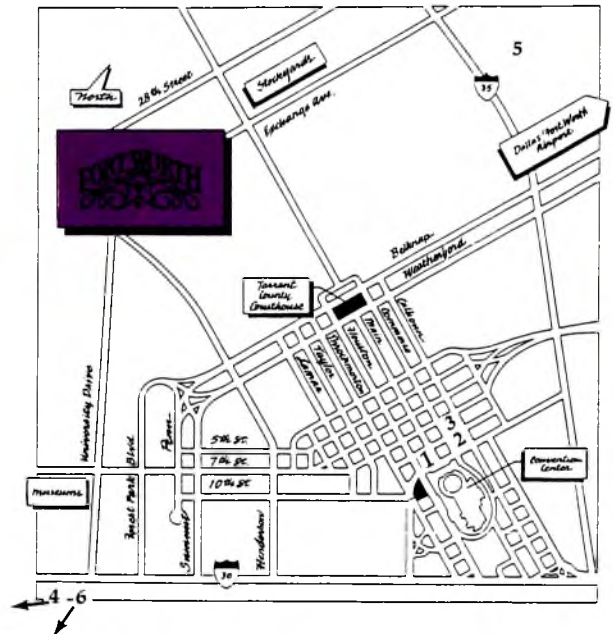 5
35
North
28th Street
Stockyards
Exchange Ave.
Dallas/Fort Worth
Airport
FORT WORTH
Belknap
Weatherford
Tarrant
County
Courthouse
Calhoun
Commerce
Main
Houston
Throckmorton
Taylor
Lamar
University Drive
Forest Park Blvd
Penn
5th St.
7th St.
10th St.
3
2
1
Convention
Center
Museums
Summit
Henderson
30
4 - 6